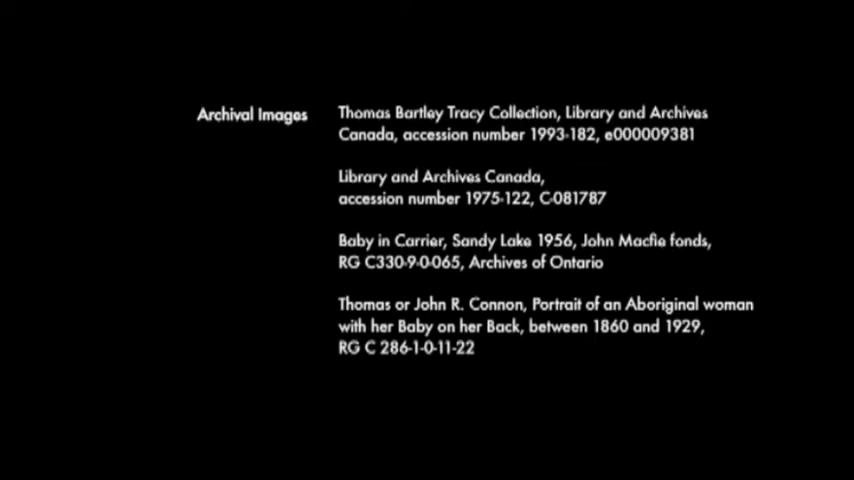 Archival Images
Thomas Bartley Tracy Collection, Library and Archives
Canada, accession number 1993-182, e000009381
Library and Archives Canada,
accession number 1975-122, C-081787
Baby in Carrier, Sandy Lake 1956, John Macfie fonds,
RG C330-9-0-065, Archives of Ontario
Thomas or John R. Connon, Portrait of an Aboriginal woman
with her Baby on her Back, between 1860 and 1929,
RG C 286-1-0-11-22